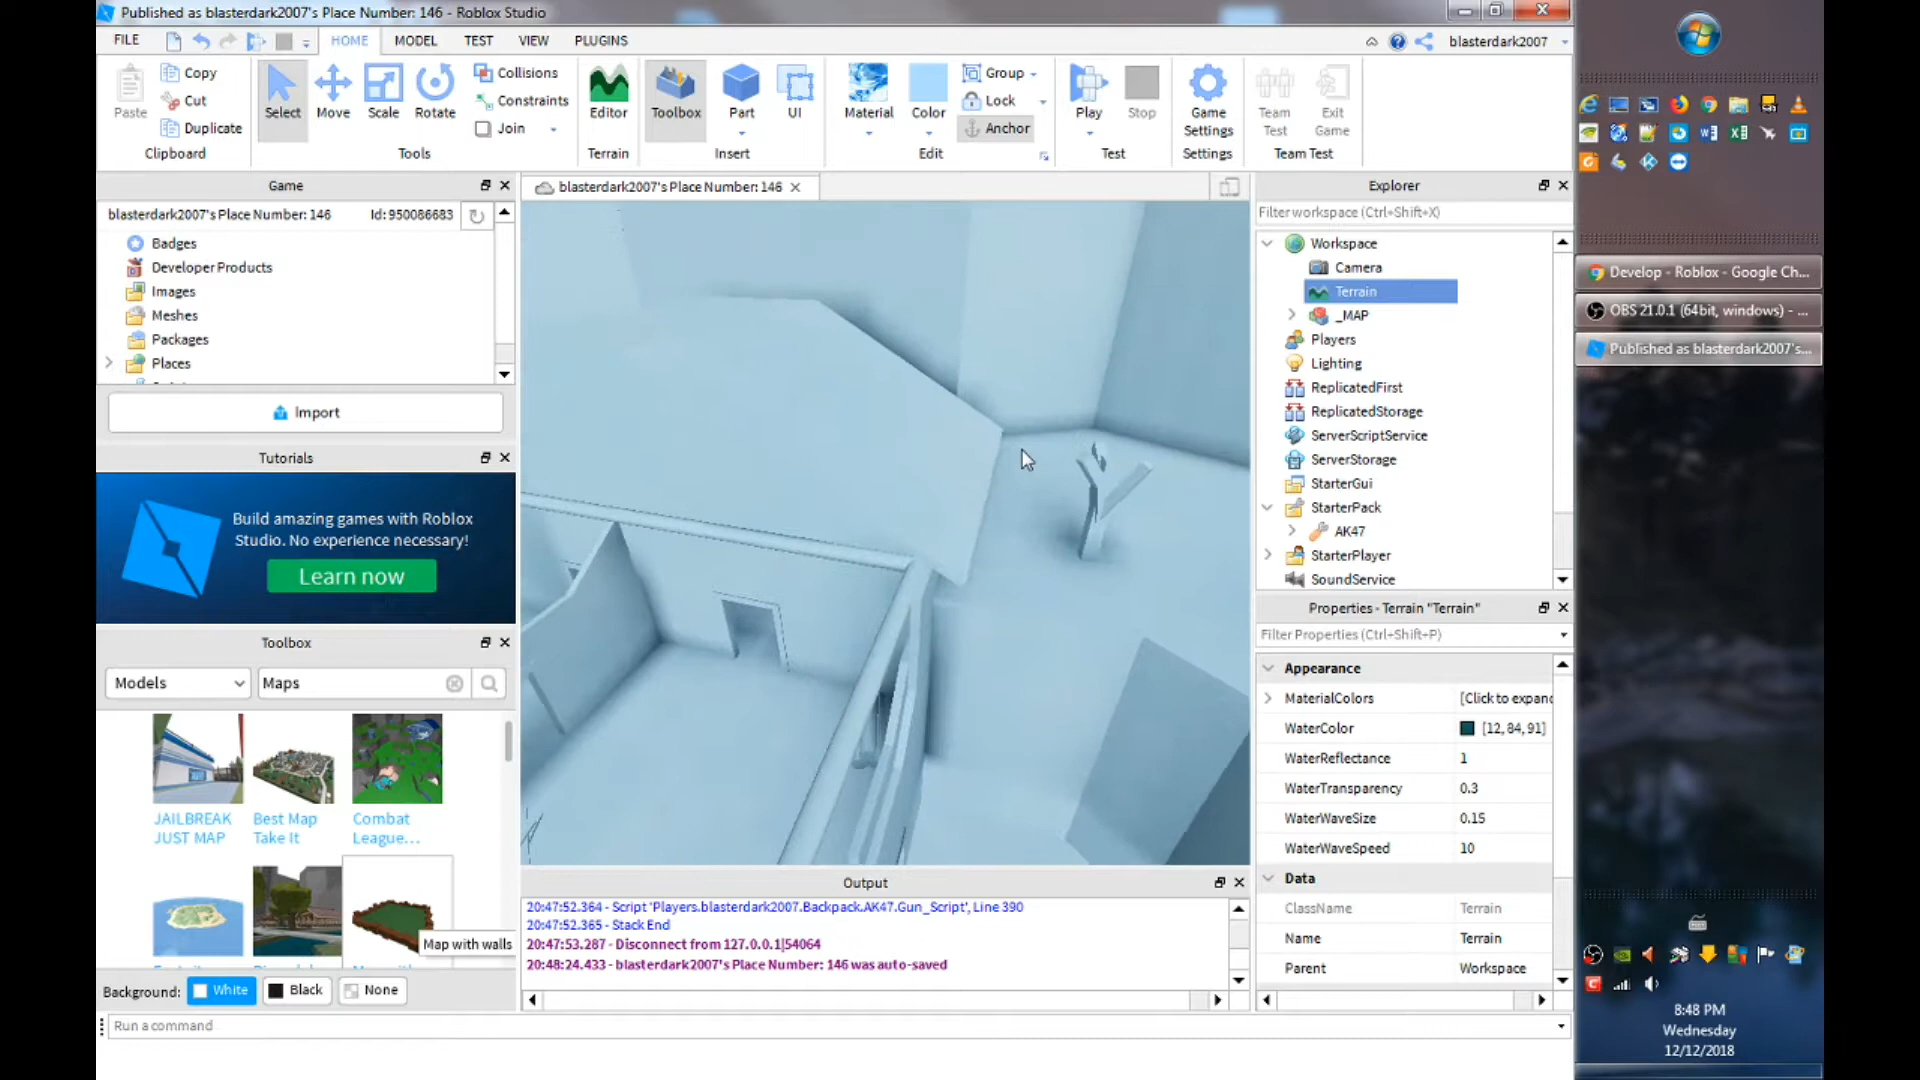 Published as blasterdark2007's Place Number: 146 - Roblox Studio
FILE HOME MODEL TEST VIEW PLUGINS blasterdark2007
Paste Copy Cut Duplicate
Clipboard
Select Move Scale Rotate Collisions Constraints Join
Tools
Editor
Terrain
Toolbox Part UI
Insert
Material Color Group Lock Anchor
Edit
Play Stop
Test
Game Settings
Settings
Team Test Exit Game
Team Test
Game
blasterdark2007's Place Number: 146 Id: 950086683
Badges
Developer Products
Images
Meshes
Packages
Places
Import
Tutorials
Build amazing games with Roblox
Studio. No experience necessary!
Learn now
Toolbox
Models Maps
JAILBREAK JUST MAP
Best Map Take It
Combat League...
Map with walls
Background: White Black None
Run a command
blasterdark2007's Place Number: 146
Output
20:47:52.364 - Script 'Players.blasterdark2007.Backpack.AK47.Gun_Script', Line 390
20:47:52.365 - Stack End
20:47:53.287 - Disconnect from 127.0.0.1|54064
20:48:24.433 - blasterdark2007's Place Number: 146 was auto-saved
Explorer
Filter workspace (Ctrl+Shift+X)
Workspace
Camera
Terrain
_MAP
Players
Lighting
ReplicatedFirst
ReplicatedStorage
ServerScriptService
ServerStorage
StarterGui
StarterPack
AK47
StarterPlayer
SoundService
Properties - Terrain "Terrain"
Filter Properties (Ctrl+Shift+P)
Appearance
MaterialColors [Click to expand
WaterColor [12, 84, 91]
WaterReflectance 1
WaterTransparency 0.3
WaterWaveSize 0.15
WaterWaveSpeed 10
Data
ClassName Terrain
Name Terrain
Parent Workspace
Develop - Roblox - Google Ch...
OBS 21.0.1 (64bit, windows) - ...
Published as blasterdark2007's...
8:48 PM
Wednesday
12/12/2018